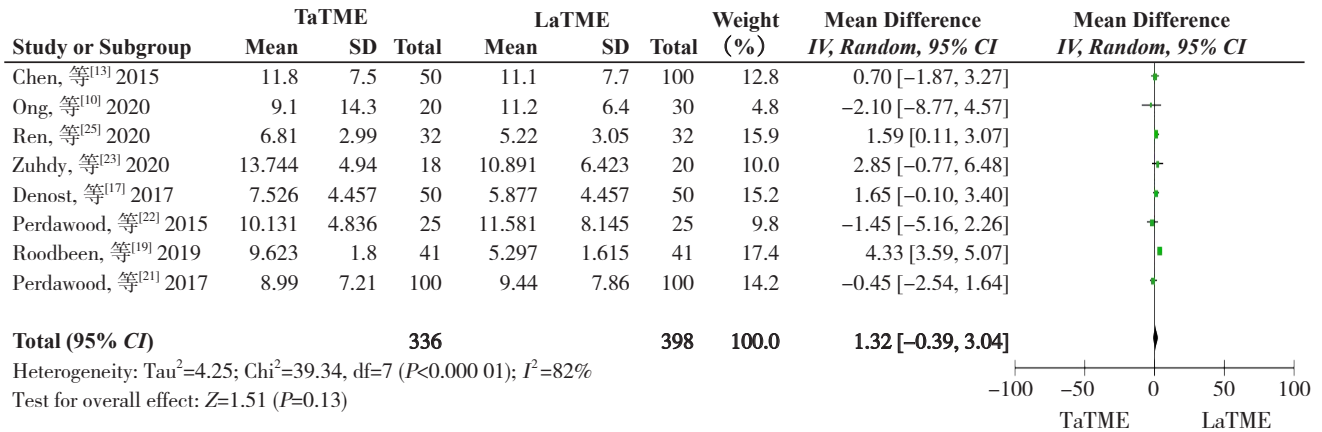 TaTME LaTME Weight Mean Difference Mean Difference
Study or Subgroup Mean SD Total Mean SD Total （%） IV, Random, 95% CI IV, Random, 95% CI
Chen, 等[13] 2015 11.8 7.5 50 11.1 7.7 100 12.8 0.70 [−1.87, 3.27]
Ong, 等[10] 2020 9.1 14.3 20 11.2 6.4 30 4.8 −2.10 [−8.77, 4.57]
Ren, 等[25] 2020 6.81 2.99 32 5.22 3.05 32 15.9 1.59 [0.11, 3.07]
Zuhdy, 等[23] 2020 13.744 4.94 18 10.891 6.423 20 10.0 2.85 [−0.77, 6.48]
Denost, 等[17] 2017 7.526 4.457 50 5.877 4.457 50 15.2 1.65 [−0.10, 3.40]
Perdawood, 等[22] 2015 10.131 4.836 25 11.581 8.145 25 9.8 −1.45 [−5.16, 2.26]
Roodbeen, 等[19] 2019 9.623 1.8 41 5.297 1.615 41 17.4 4.33 [3.59, 5.07]
Perdawood, 等[21] 2017 8.99 7.21 100 9.44 7.86 100 14.2 −0.45 [−2.54, 1.64]
Total (95% CI) 336 398 100.0 1.32 [−0.39, 3.04]
Heterogeneity: Tau²=4.25; Chi²=39.34, df=7 (P<0.000 01); I²=82%
Test for overall effect: Z=1.51 (P=0.13)
−100 −50 0 50 100
TaTME LaTME